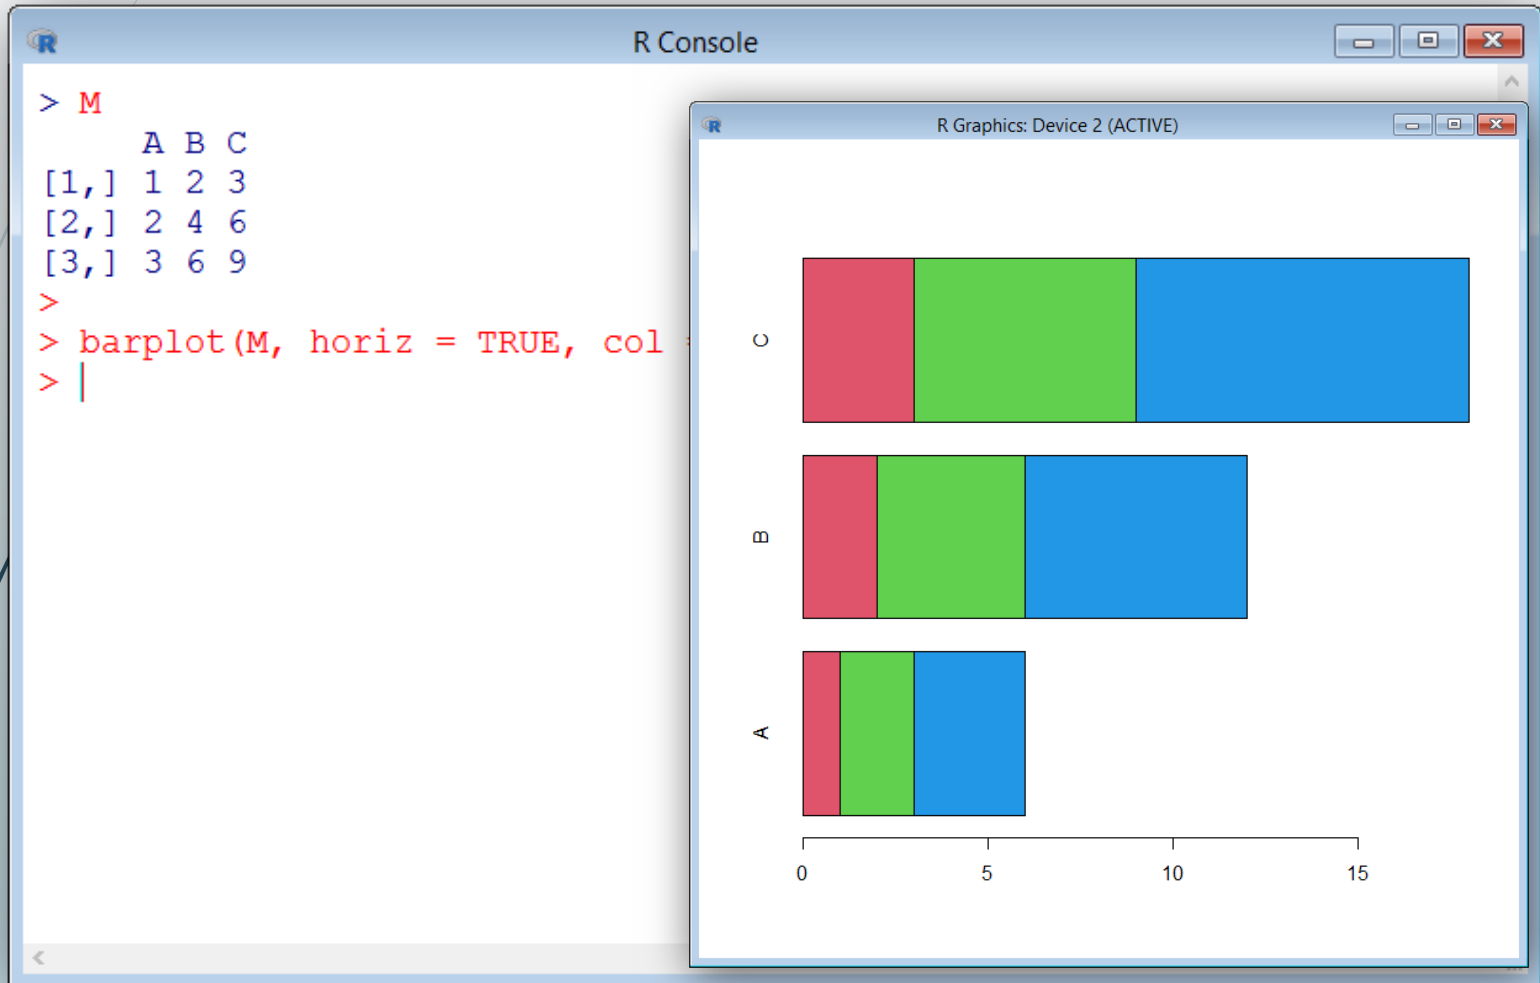 R Console
> M
A B C
[1,] 1 2 3
[2,] 2 4 6
[3,] 3 6 9
>
> barplot(M, horiz = TRUE, col
>
R Graphics: Device 2 (ACTIVE)
C
B
A
0 5 10 15